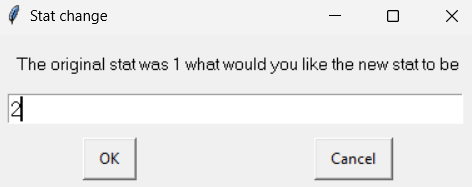 Stat change
The original stat was 1 what would you like the new stat to be
2
OK
Cancel